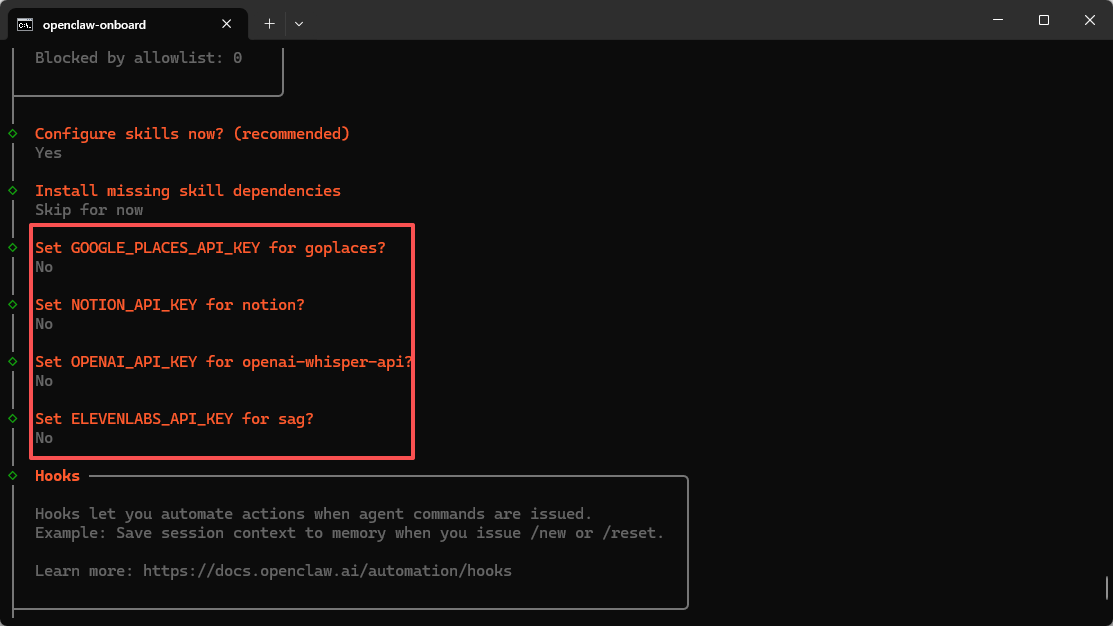 openclaw-onboard
Blocked by allowlist: 0
Configure skills now? (recommended)
Yes
Install missing skill dependencies
Skip for now
Set GOOGLE_PLACES_API_KEY for goplaces?
No
Set NOTION_API_KEY for notion?
No
Set OPENAI_API_KEY for openai-whisper-api?
No
Set ELEVENLABS_API_KEY for sag?
No
Hooks
Hooks let you automate actions when agent commands are issued.
Example: Save session context to memory when you issue /new or /reset.
Learn more: https://docs.openclaw.ai/automation/hooks